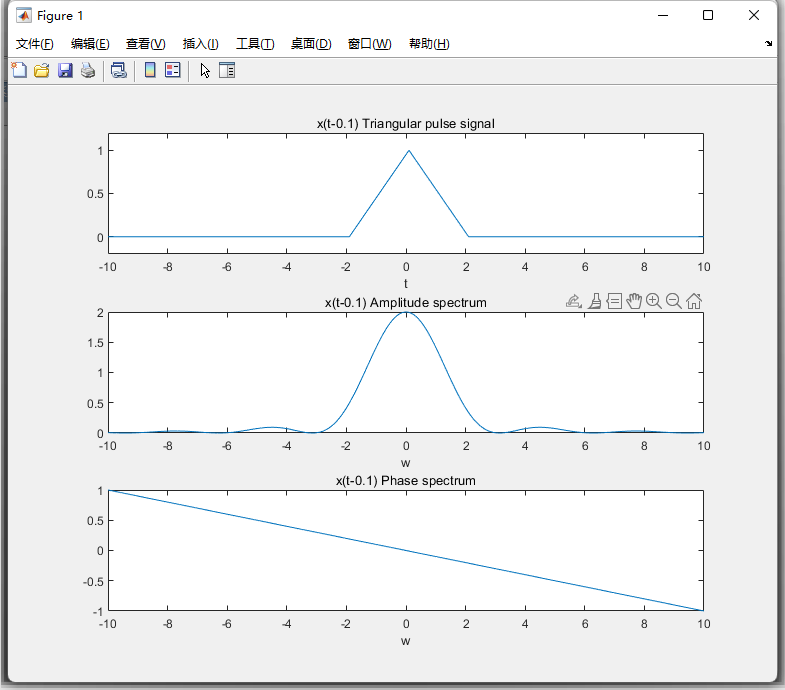 Figure 1
文件(F) 编辑(E) 查看(V) 插入(I) 工具(T) 桌面(D) 窗口(W) 帮助(H)
x(t-0.1) Triangular pulse signal
1
0.5
0
-10 -8 -6 -4 -2 0 2 4 6 8 10
t
x(t-0.1) Amplitude spectrum
2
1.5
1
0.5
0
-10 -8 -6 -4 -2 0 2 4 6 8 10
w
x(t-0.1) Phase spectrum
1
0.5
0
-0.5
-1
-10 -8 -6 -4 -2 0 2 4 6 8 10
w